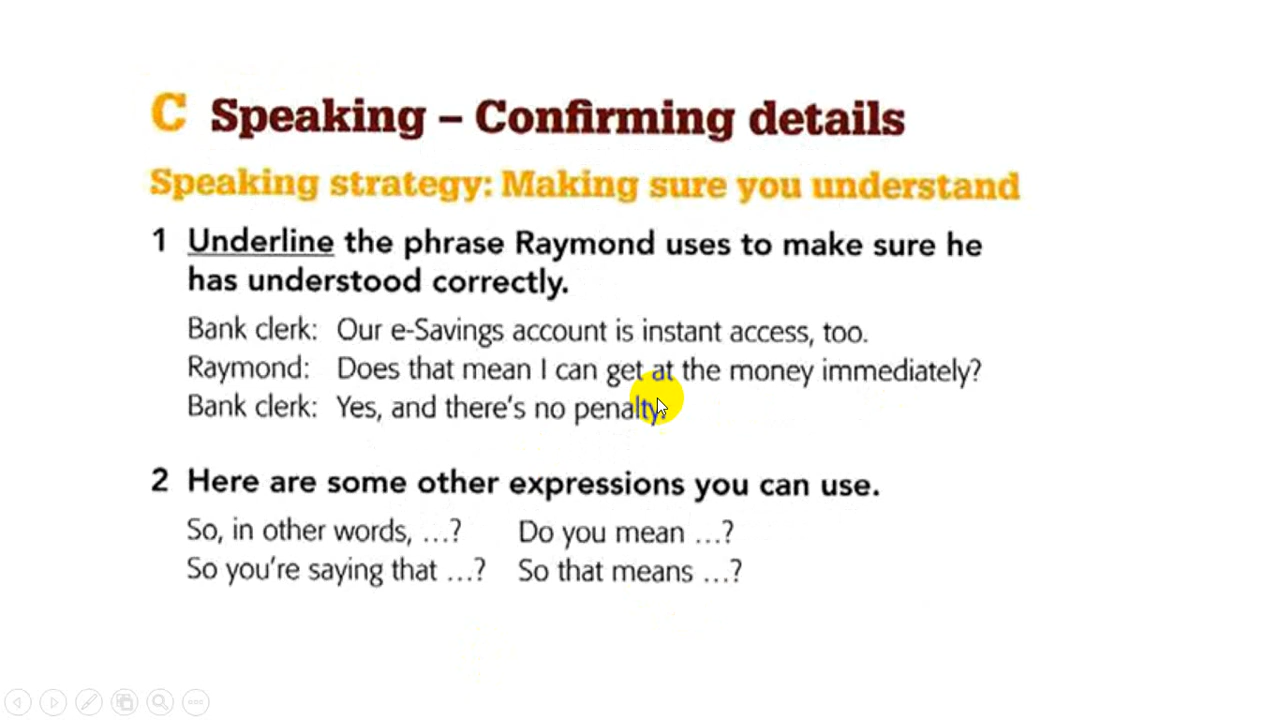 C Speaking – Confirming details
Speaking strategy: Making sure you understand
1 Underline the phrase Raymond uses to make sure he
has understood correctly.
Bank clerk: Our e-Savings account is instant access, too.
Raymond: Does that mean I can get at the money immediately?
Bank clerk: Yes, and there's no penalty.
2 Here are some other expressions you can use.
So, in other words, …? Do you mean …?
So you're saying that …? So that means …?